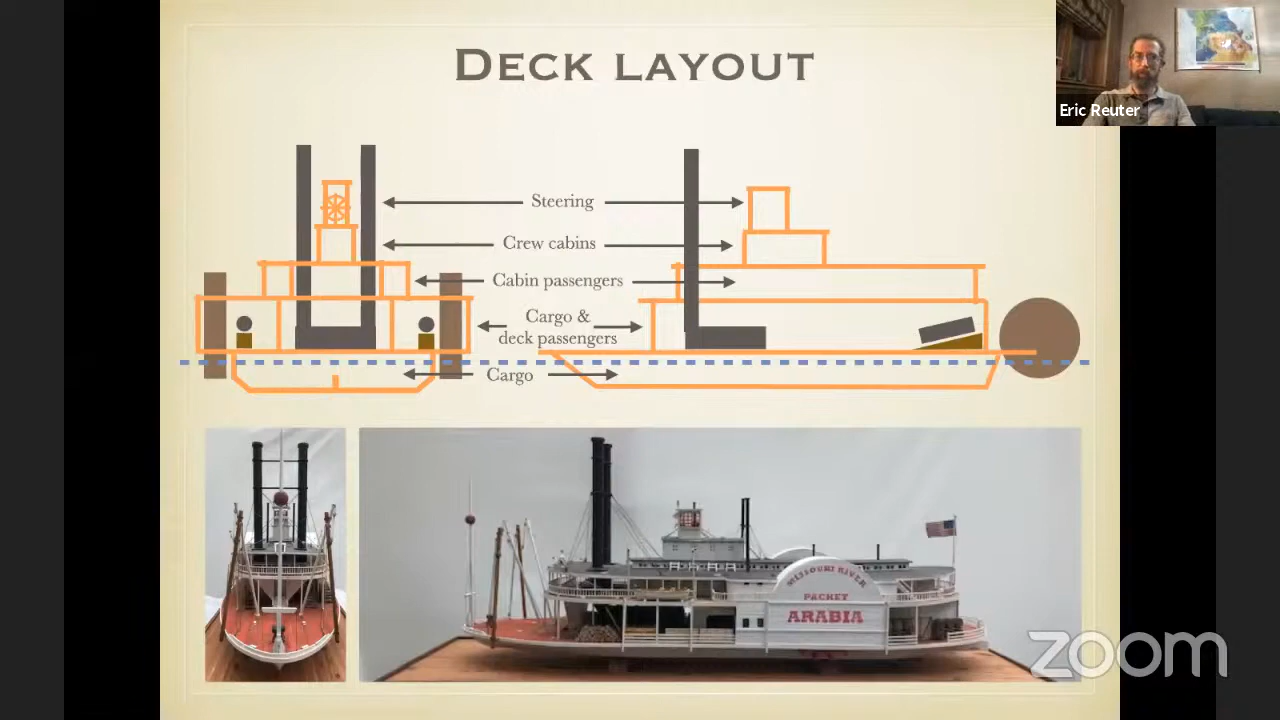 DECK LAYOUT
Eric Reuter
Steering
Crew cabins
Cabin passengers
Cargo &
deck passengers
Cargo
MISSOURI RIVER
PACKET
ARABIA
zoom